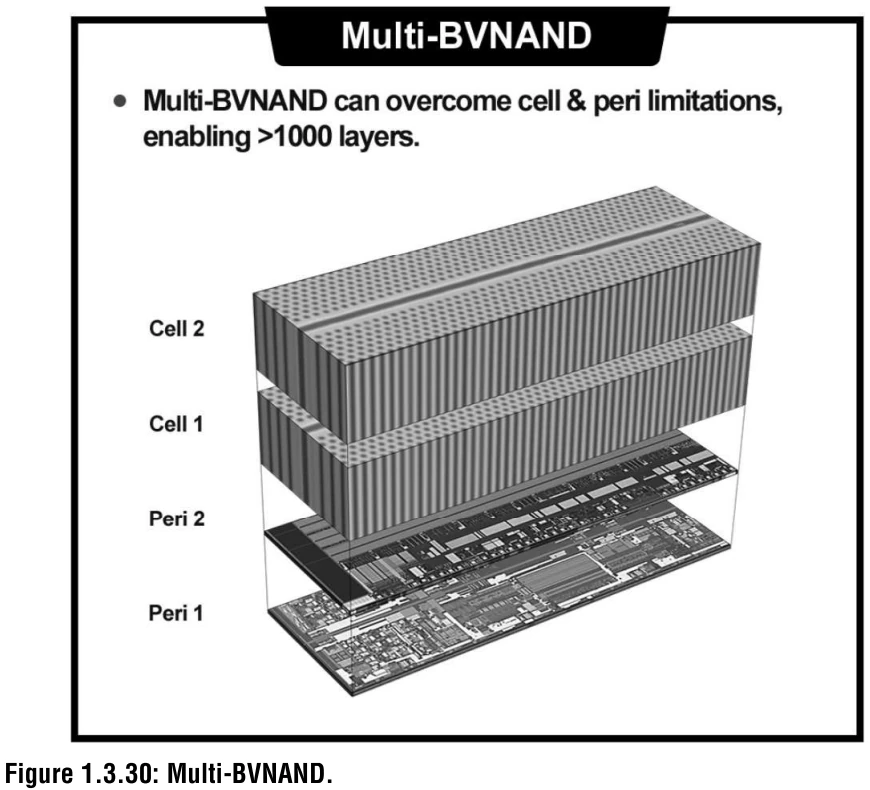 Multi-BVNAND
• Multi-BVNAND can overcome cell & peri limitations,
enabling >1000 layers.
Cell 2
Cell 1
Peri 2
Peri 1
Figure 1.3.30: Multi-BVNAND.